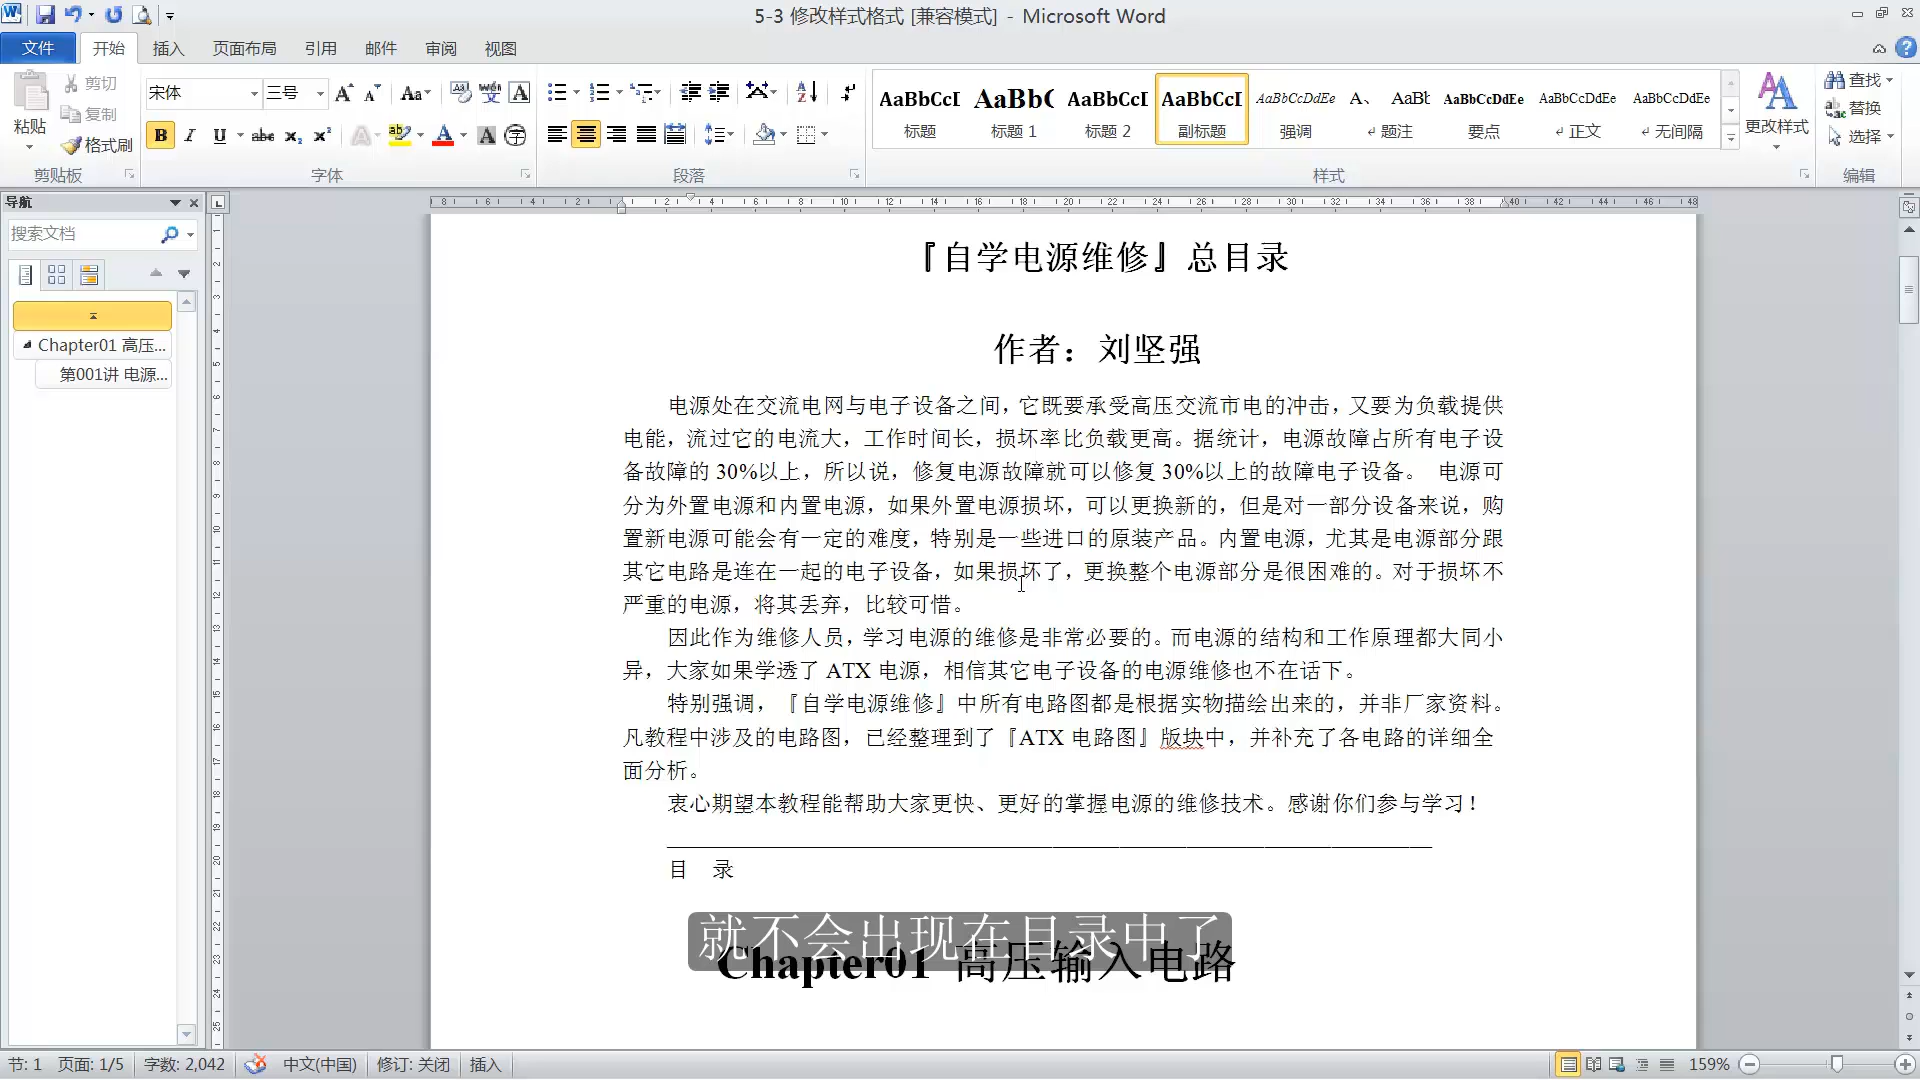 5-3 修改样式格式 [兼容模式] - Microsoft Word
文件 开始 插入 页面布局 引用 邮件 审阅 视图
粘贴 剪切 复制 格式刷
宋体 三号
AaBbCcI AaBb( AaBbCcI AaBbCcI AaBbCcDdEe A、 AaBt AaBbCcDdEe AaBbCcDdEe AaBbCcDdEe
标题 标题 1 标题 2 副标题 强调 ↵ 题注 要点 ↵ 正文 ↵ 无间隔
更改样式
查找
替换
选择
剪贴板 字体 段落 样式 编辑
导航
搜索文档
Chapter01 高压...
第001讲 电源...
『自学电源维修』总目录
作者：刘坚强
电源处在交流电网与电子设备之间，它既要承受高压交流市电的冲击，又要为负载提供
电能，流过它的电流大，工作时间长，损坏率比负载更高。据统计，电源故障占所有电子设
备故障的 30%以上，所以说，修复电源故障就可以修复 30%以上的故障电子设备。 电源可
分为外置电源和内置电源，如果外置电源损坏，可以更换新的，但是对一部分设备来说，购
置新电源可能会有一定的难度，特别是一些进口的原装产品。内置电源，尤其是电源部分跟
其它电路是连在一起的电子设备，如果损坏了，更换整个电源部分是很困难的。对于损坏不
严重的电源，将其丢弃，比较可惜。
因此作为维修人员，学习电源的维修是非常必要的。而电源的结构和工作原理都大同小
异，大家如果学透了 ATX 电源，相信其它电子设备的电源维修也不在话下。
特别强调，『自学电源维修』中所有电路图都是根据实物描绘出来的，并非厂家资料。
凡教程中涉及的电路图，已经整理到了『ATX 电路图』版块中，并补充了各电路的详细全
面分析。
衷心期望本教程能帮助大家更快、更好的掌握电源的维修技术。感谢你们参与学习！
目 录
就不会出现在目录中了
Chapter01 高压输入电路
节: 1 页面: 1/5 字数: 2,042 中文(中国) 修订: 关闭 插入 159%